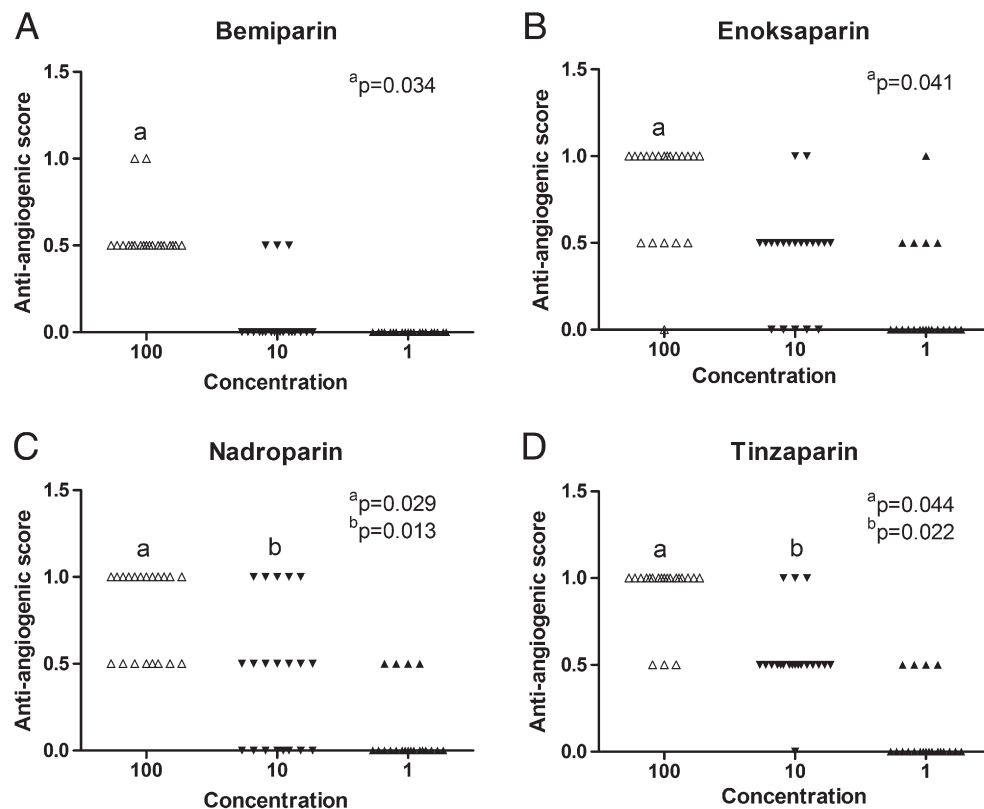 A
Bemiparin
ap=0.034
a
1.5
1.0
0.5
0.0
Anti-angiogenic score
100 10 1
Concentration
B
Enoksaparin
ap=0.041
a
1.5
1.0
0.5
0.0
Anti-angiogenic score
100 10 1
Concentration
C
Nadroparin
ap=0.029
bp=0.013
a b
1.5
1.0
0.5
0.0
Anti-angiogenic score
100 10 1
Concentration
D
Tinzaparin
ap=0.044
bp=0.022
a b
1.5
1.0
0.5
0.0
Anti-angiogenic score
100 10 1
Concentration